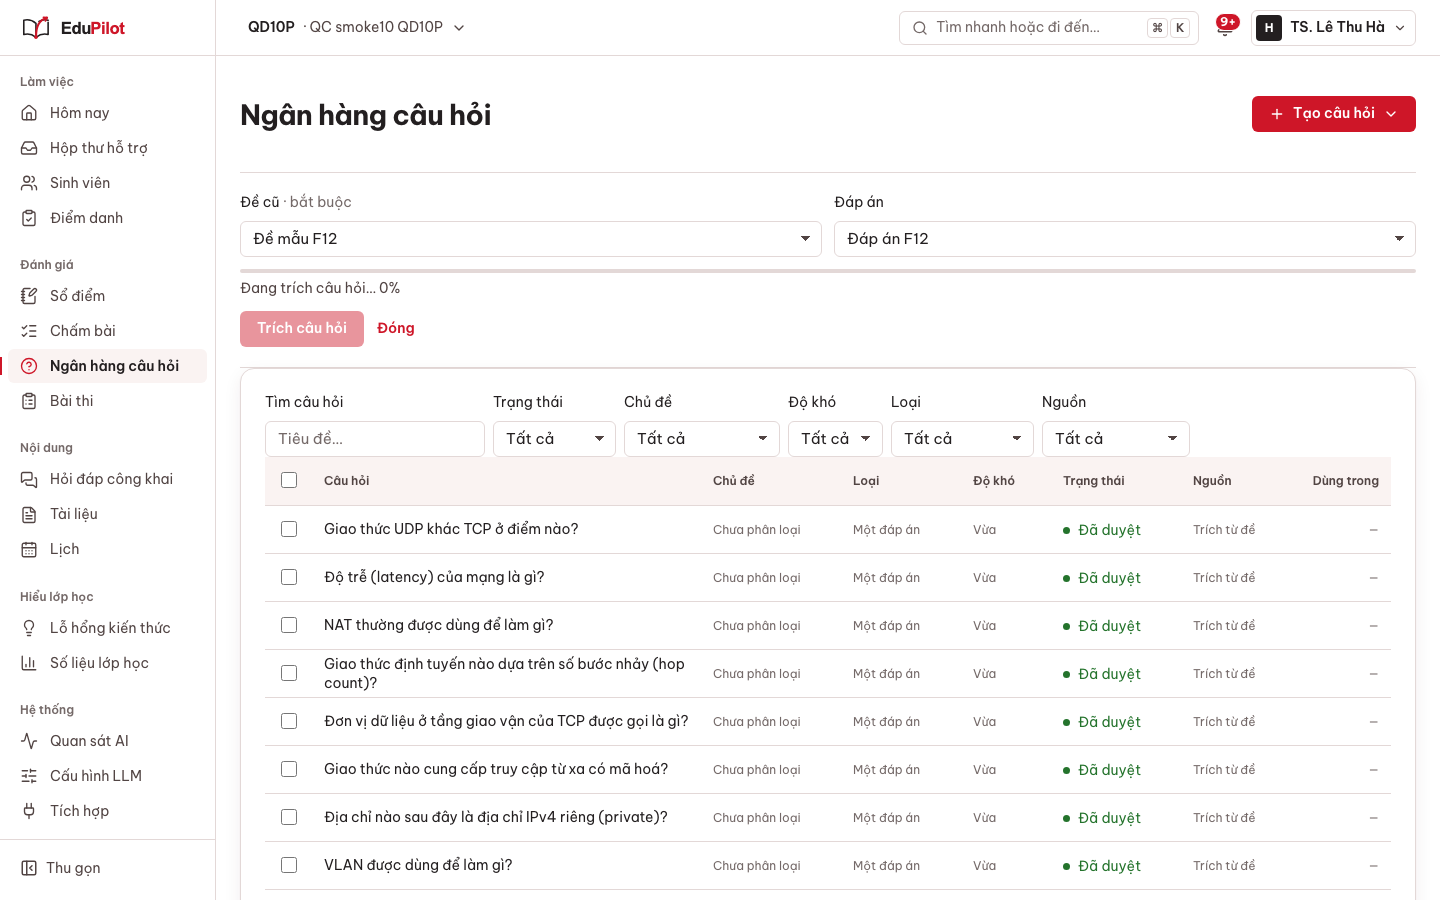 EduPilot
QD10P · QC smoke10 QD10P
Tìm nhanh hoặc đi đến...
⌘ K
9+
H
TS. Lê Thu Hà
Làm việc
Hôm nay
Hộp thư hỗ trợ
Sinh viên
Điểm danh
Đánh giá
Sổ điểm
Chấm bài
Ngân hàng câu hỏi
Bài thi
Nội dung
Hỏi đáp công khai
Tài liệu
Lịch
Hiểu lớp học
Lỗ hổng kiến thức
Số liệu lớp học
Hệ thống
Quan sát AI
Cấu hình LLM
Tích hợp
Thu gọn
Ngân hàng câu hỏi
Tạo câu hỏi
Đề cũ · bắt buộc
Đáp án
Đề mẫu F12
Đáp án F12
Đang trích câu hỏi... 0%
Trích câu hỏi
Đóng
Tìm câu hỏi Trạng thái Chủ đề Độ khó Loại Nguồn
Tiêu đề... Tất cả Tất cả Tất cả Tất cả Tất cả
Câu hỏi Chủ đề Loại Độ khó Trạng thái Nguồn Dùng trong
Giao thức UDP khác TCP ở điểm nào? Chưa phân loại Một đáp án Vừa Đã duyệt Trích từ đề –
Độ trễ (latency) của mạng là gì? Chưa phân loại Một đáp án Vừa Đã duyệt Trích từ đề –
NAT thường được dùng để làm gì? Chưa phân loại Một đáp án Vừa Đã duyệt Trích từ đề –
Giao thức định tuyến nào dựa trên số bước nhảy (hop
count)? Chưa phân loại Một đáp án Vừa Đã duyệt Trích từ đề –
Đơn vị dữ liệu ở tầng giao vận của TCP được gọi là gì? Chưa phân loại Một đáp án Vừa Đã duyệt Trích từ đề –
Giao thức nào cung cấp truy cập từ xa có mã hoá? Chưa phân loại Một đáp án Vừa Đã duyệt Trích từ đề –
Địa chỉ nào sau đây là địa chỉ IPv4 riêng (private)? Chưa phân loại Một đáp án Vừa Đã duyệt Trích từ đề –
VLAN được dùng để làm gì? Chưa phân loại Một đáp án Vừa Đã duyệt Trích từ đề –